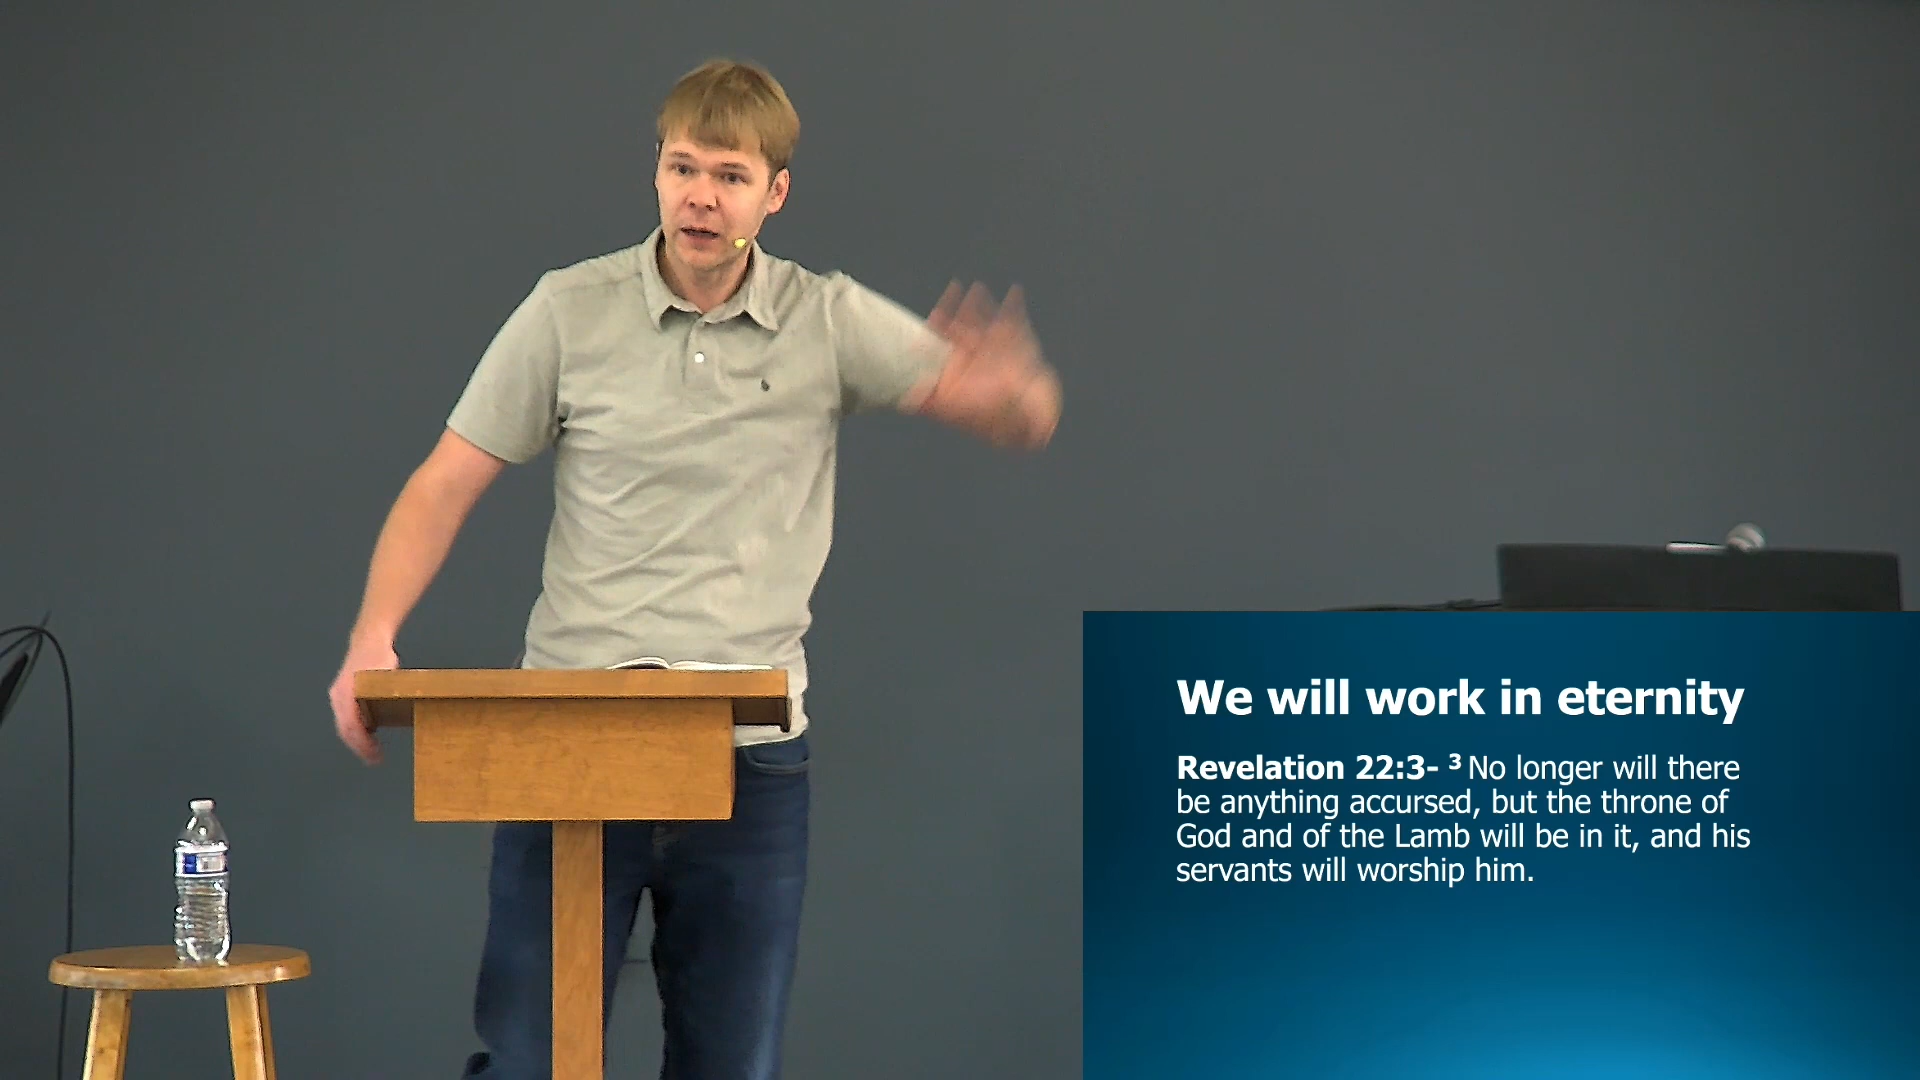 We will work in eternity
Revelation 22:3- ³ No longer will there
be anything accursed, but the throne of
God and of the Lamb will be in it, and his
servants will worship him.